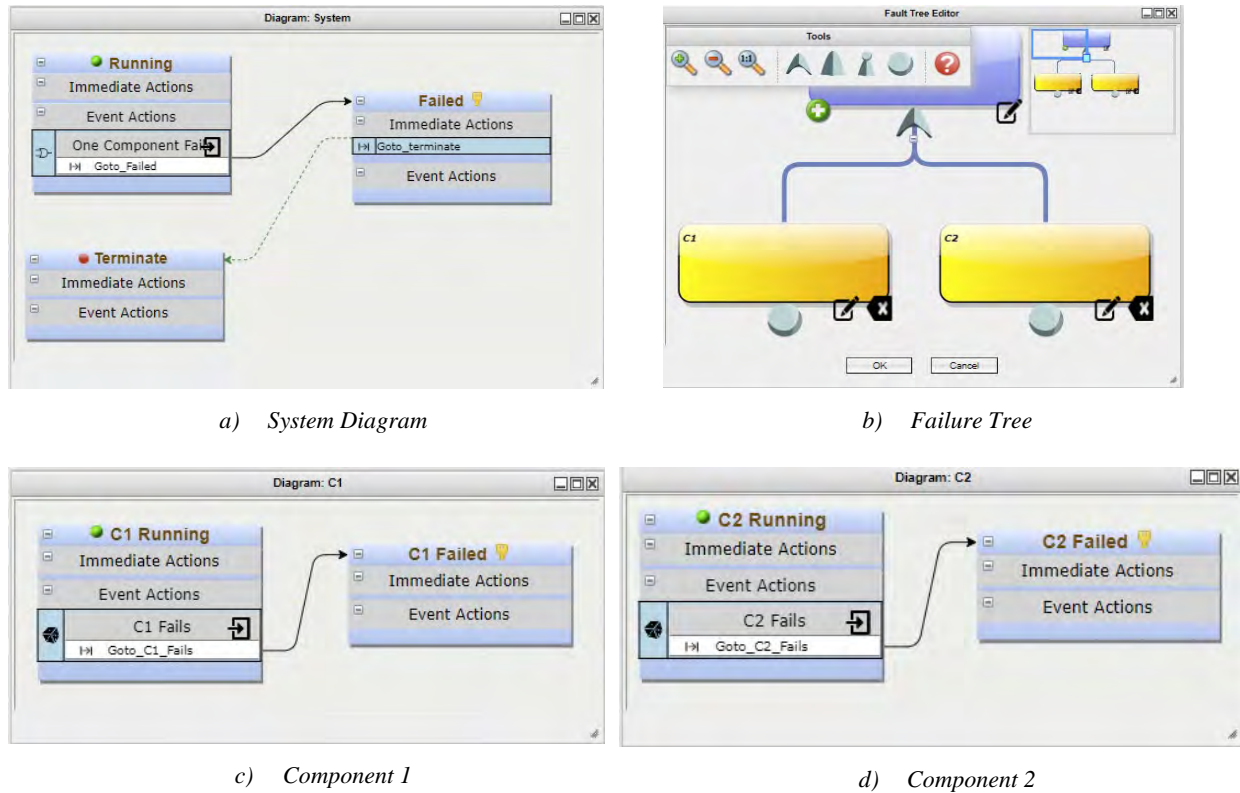 Diagram: System
Running
Immediate Actions
Event Actions
One Component Fai
Goto_Failed
Failed
Immediate Actions
Goto_terminate
Event Actions
Terminate
Immediate Actions
Event Actions
a) System Diagram
Fault Tree Editor
Tools
1:1
C1
C2
OK
Cancel
b) Failure Tree
Diagram: C1
C1 Running
Immediate Actions
Event Actions
C1 Fails
Goto_C1_Fails
C1 Failed
Immediate Actions
Event Actions
c) Component 1
Diagram: C2
C2 Running
Immediate Actions
Event Actions
C2 Fails
Goto_C2_Fails
C2 Failed
Immediate Actions
Event Actions
d) Component 2